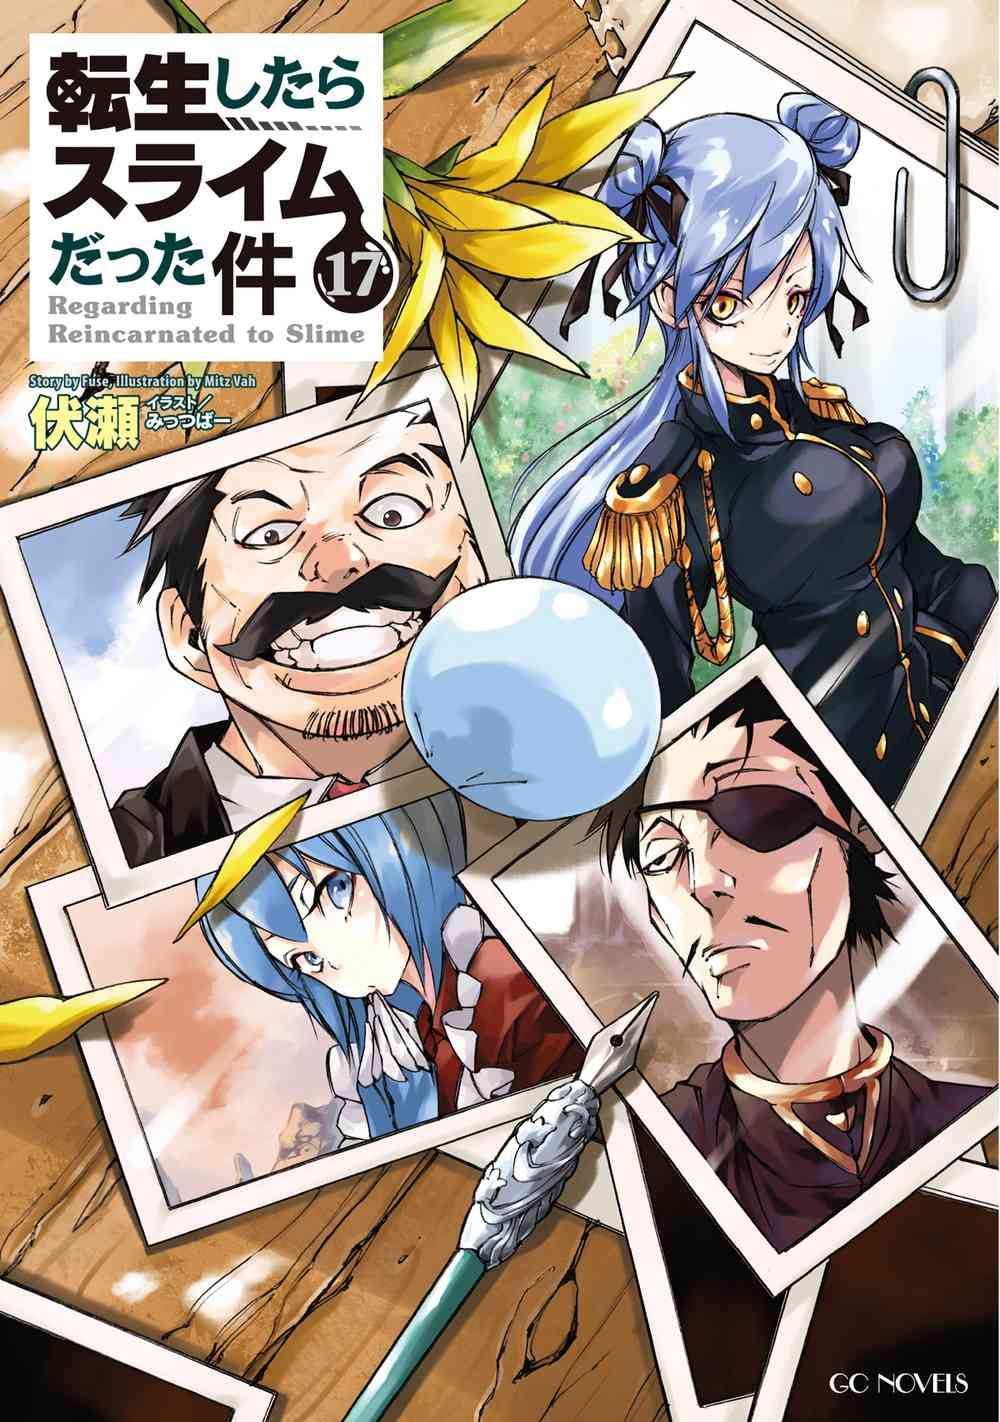 転生したら
スライム
だった件 17
Regarding
Reincarnated to Slime
Story by Fuse, Illustration by Mitz Vah
伏瀬 イラスト/
みっつばー
GC NOVELS